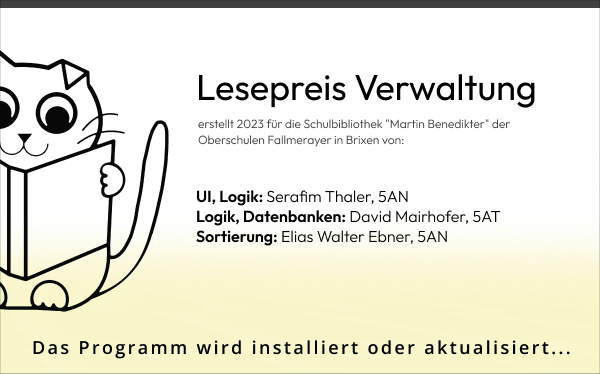 Lesepreis Verwaltung
erstellt 2023 für die Schulbibliothek "Martin Benedikter" der
Oberschulen Fallmerayer in Brixen von:
UI, Logik: Serafim Thaler, 5AN
Logik, Datenbanken: David Mairhofer, 5AT
Sortierung: Elias Walter Ebner, 5AN
Das Programm wird installiert oder aktualisiert...